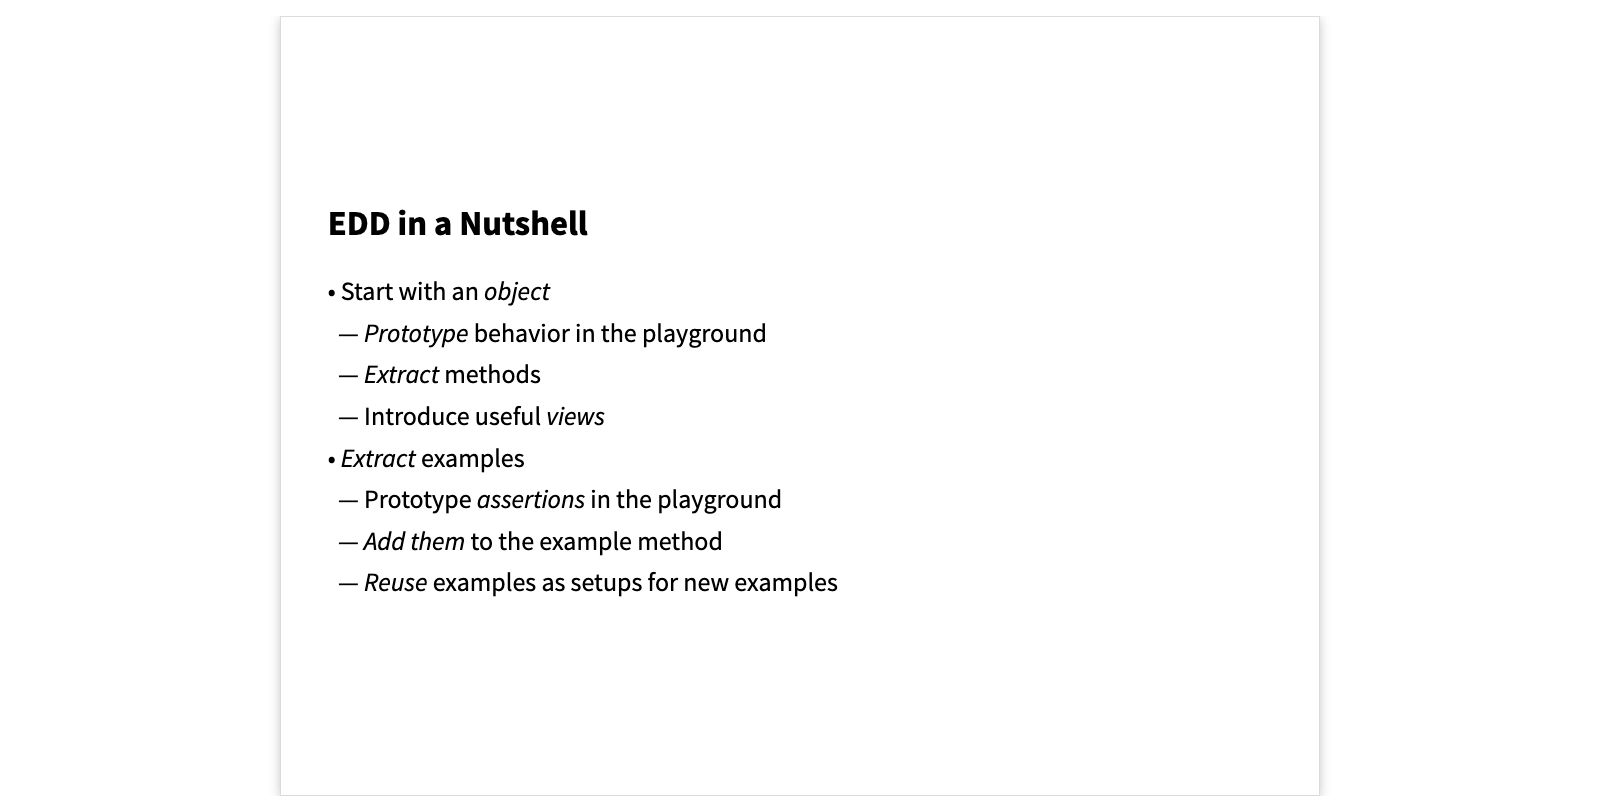 EDD in a Nutshell
• Start with an object
— Prototype behavior in the playground
— Extract methods
— Introduce useful views
• Extract examples
— Prototype assertions in the playground
— Add them to the example method
— Reuse examples as setups for new examples